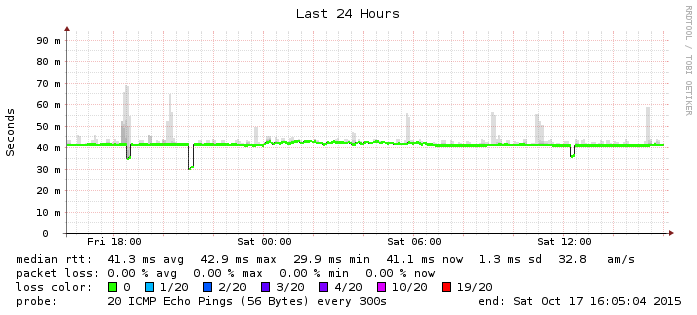 Last 24 Hours
RRDTOOL / TOBI OETIKER
Seconds
90 m
80 m
70 m
60 m
50 m
40 m
30 m
20 m
10 m
0
Fri 18:00 Sat 00:00 Sat 06:00 Sat 12:00
median rtt: 41.3 ms avg 42.9 ms max 29.9 ms min 41.1 ms now 1.3 ms sd 32.8 am/s
packet loss: 0.00 % avg 0.00 % max 0.00 % min 0.00 % now
loss color: 0 1/20 2/20 3/20 4/20 10/20 19/20
probe: 20 ICMP Echo Pings (56 Bytes) every 300s end: Sat Oct 17 16:05:04 2015